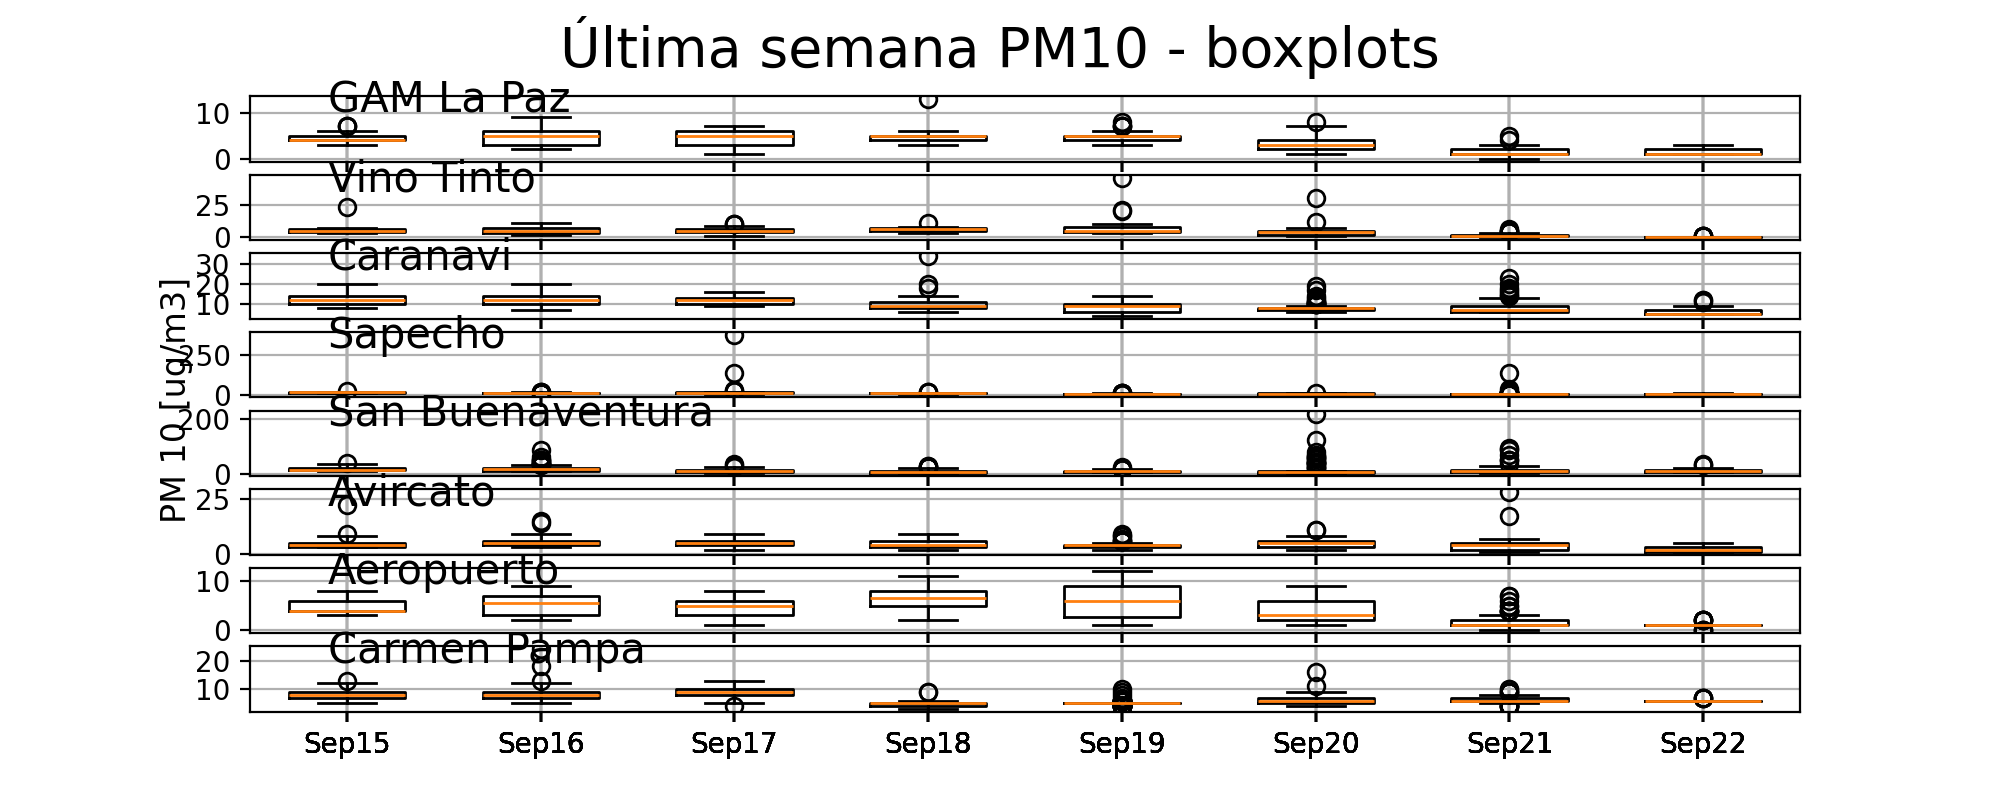 Última semana PM10 - boxplots
PM 10 [ug/m3]
GAM La Paz
10
0
Vino Tinto
25
0
Caranavi
30
20
10
Sapecho
250
0
San Buenaventura
200
0
Avircato
25
0
Aeropuerto
10
0
Carmen Pampa
20
10
Sep15 Sep16 Sep17 Sep18 Sep19 Sep20 Sep21 Sep22